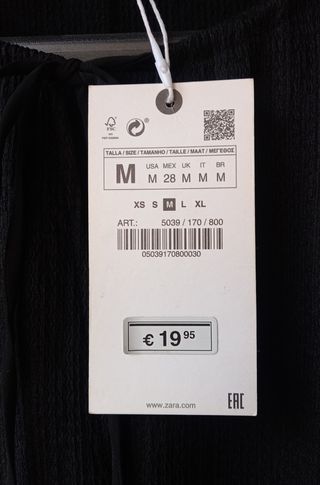 FSC
TALLA / SIZE / TAMANHO / TAILLE / MAAT / ΜΕΓΕΘΟΣ
M
USA MEX UK IT BR
M 28 M M M
XS S M L XL
ART.: 5039 / 170 / 800
05039170800030
€ 19 95
www.zara.com
EAC